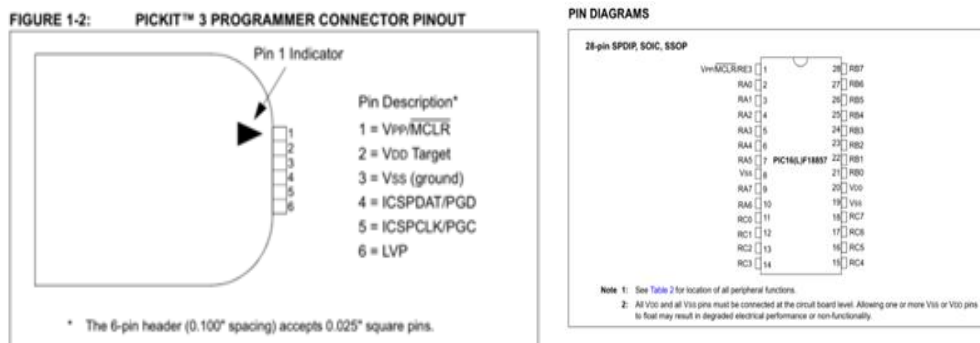 FIGURE 1-2: PICKIT™ 3 PROGRAMMER CONNECTOR PINOUT
Pin 1 Indicator
Pin Description*
1 = VPP/MCLR
2 = VDD Target
3 = VSS (ground)
4 = ICSPDAT/PGD
5 = ICSPCLK/PGC
6 = LVP
1
2
3
4
5
6
* The 6-pin header (0.100" spacing) accepts 0.025" square pins.
PIN DIAGRAMS
28-pin SPDIP, SOIC, SSOP
VPP/MCLR/RE3 1 28 RB7
RA0 2 27 RB6
RA1 3 26 RB5
RA2 4 25 RB4
RA3 5 24 RB3
RA4 6 23 RB2
RA5 7 PIC16(L)F18857 22 RB1
VSS 8 21 RB0
RA7 9 20 VDD
RA6 10 19 VSS
RC0 11 18 RC7
RC1 12 17 RC6
RC2 13 16 RC5
RC3 14 15 RC4
Note 1: See Table 2 for location of all peripheral functions.
2: All VDD and all VSS pins must be connected at the circuit board level. Allowing one or more VSS or VDD pins
to float may result in degraded electrical performance or non-functionality.